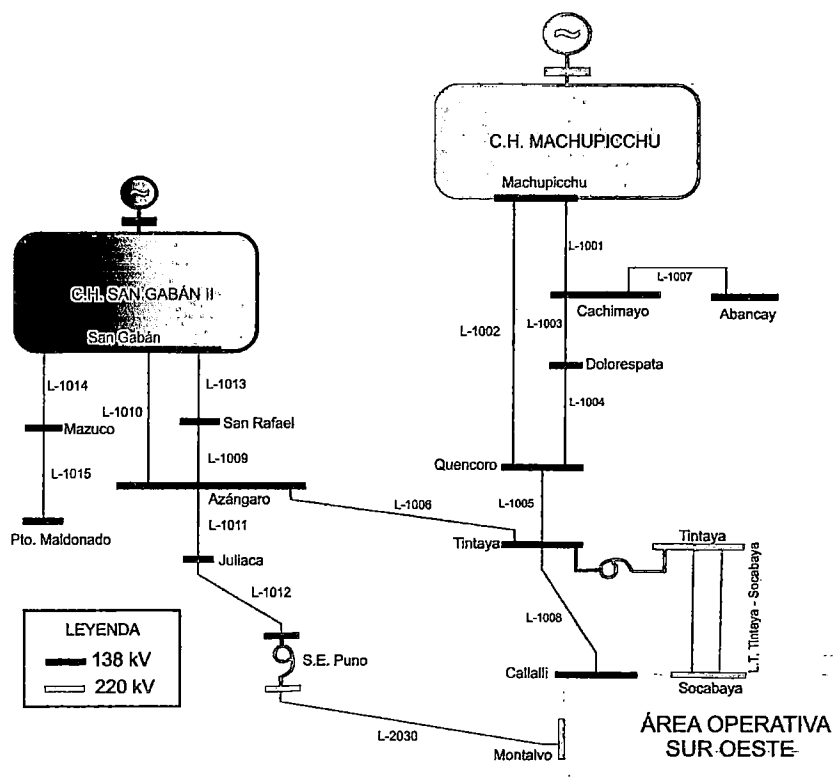 C.H. MACHUPICCHU
Machupicchu
L-1001
L-1007
L-1002
L-1003
Cachimayo
Abancay
Dolorespata
L-1004
Quencoro
L-1005
C.H. SAN GABÁN II
San Gabán
L-1014
L-1010
L-1013
Mazuco
San Rafael
L-1015
L-1009
Azángaro
Pto. Maldonado
L-1011
L-1006
Tintaya
Tintaya
Juliaca
L-1012
L-1008
L.T. Tintaya - Socabaya
LEYENDA
138 kV
220 kV
S.E. Puno
Callalli
Socabaya
L-2030
Montalvo
ÁREA OPERATIVA
SUR OESTE